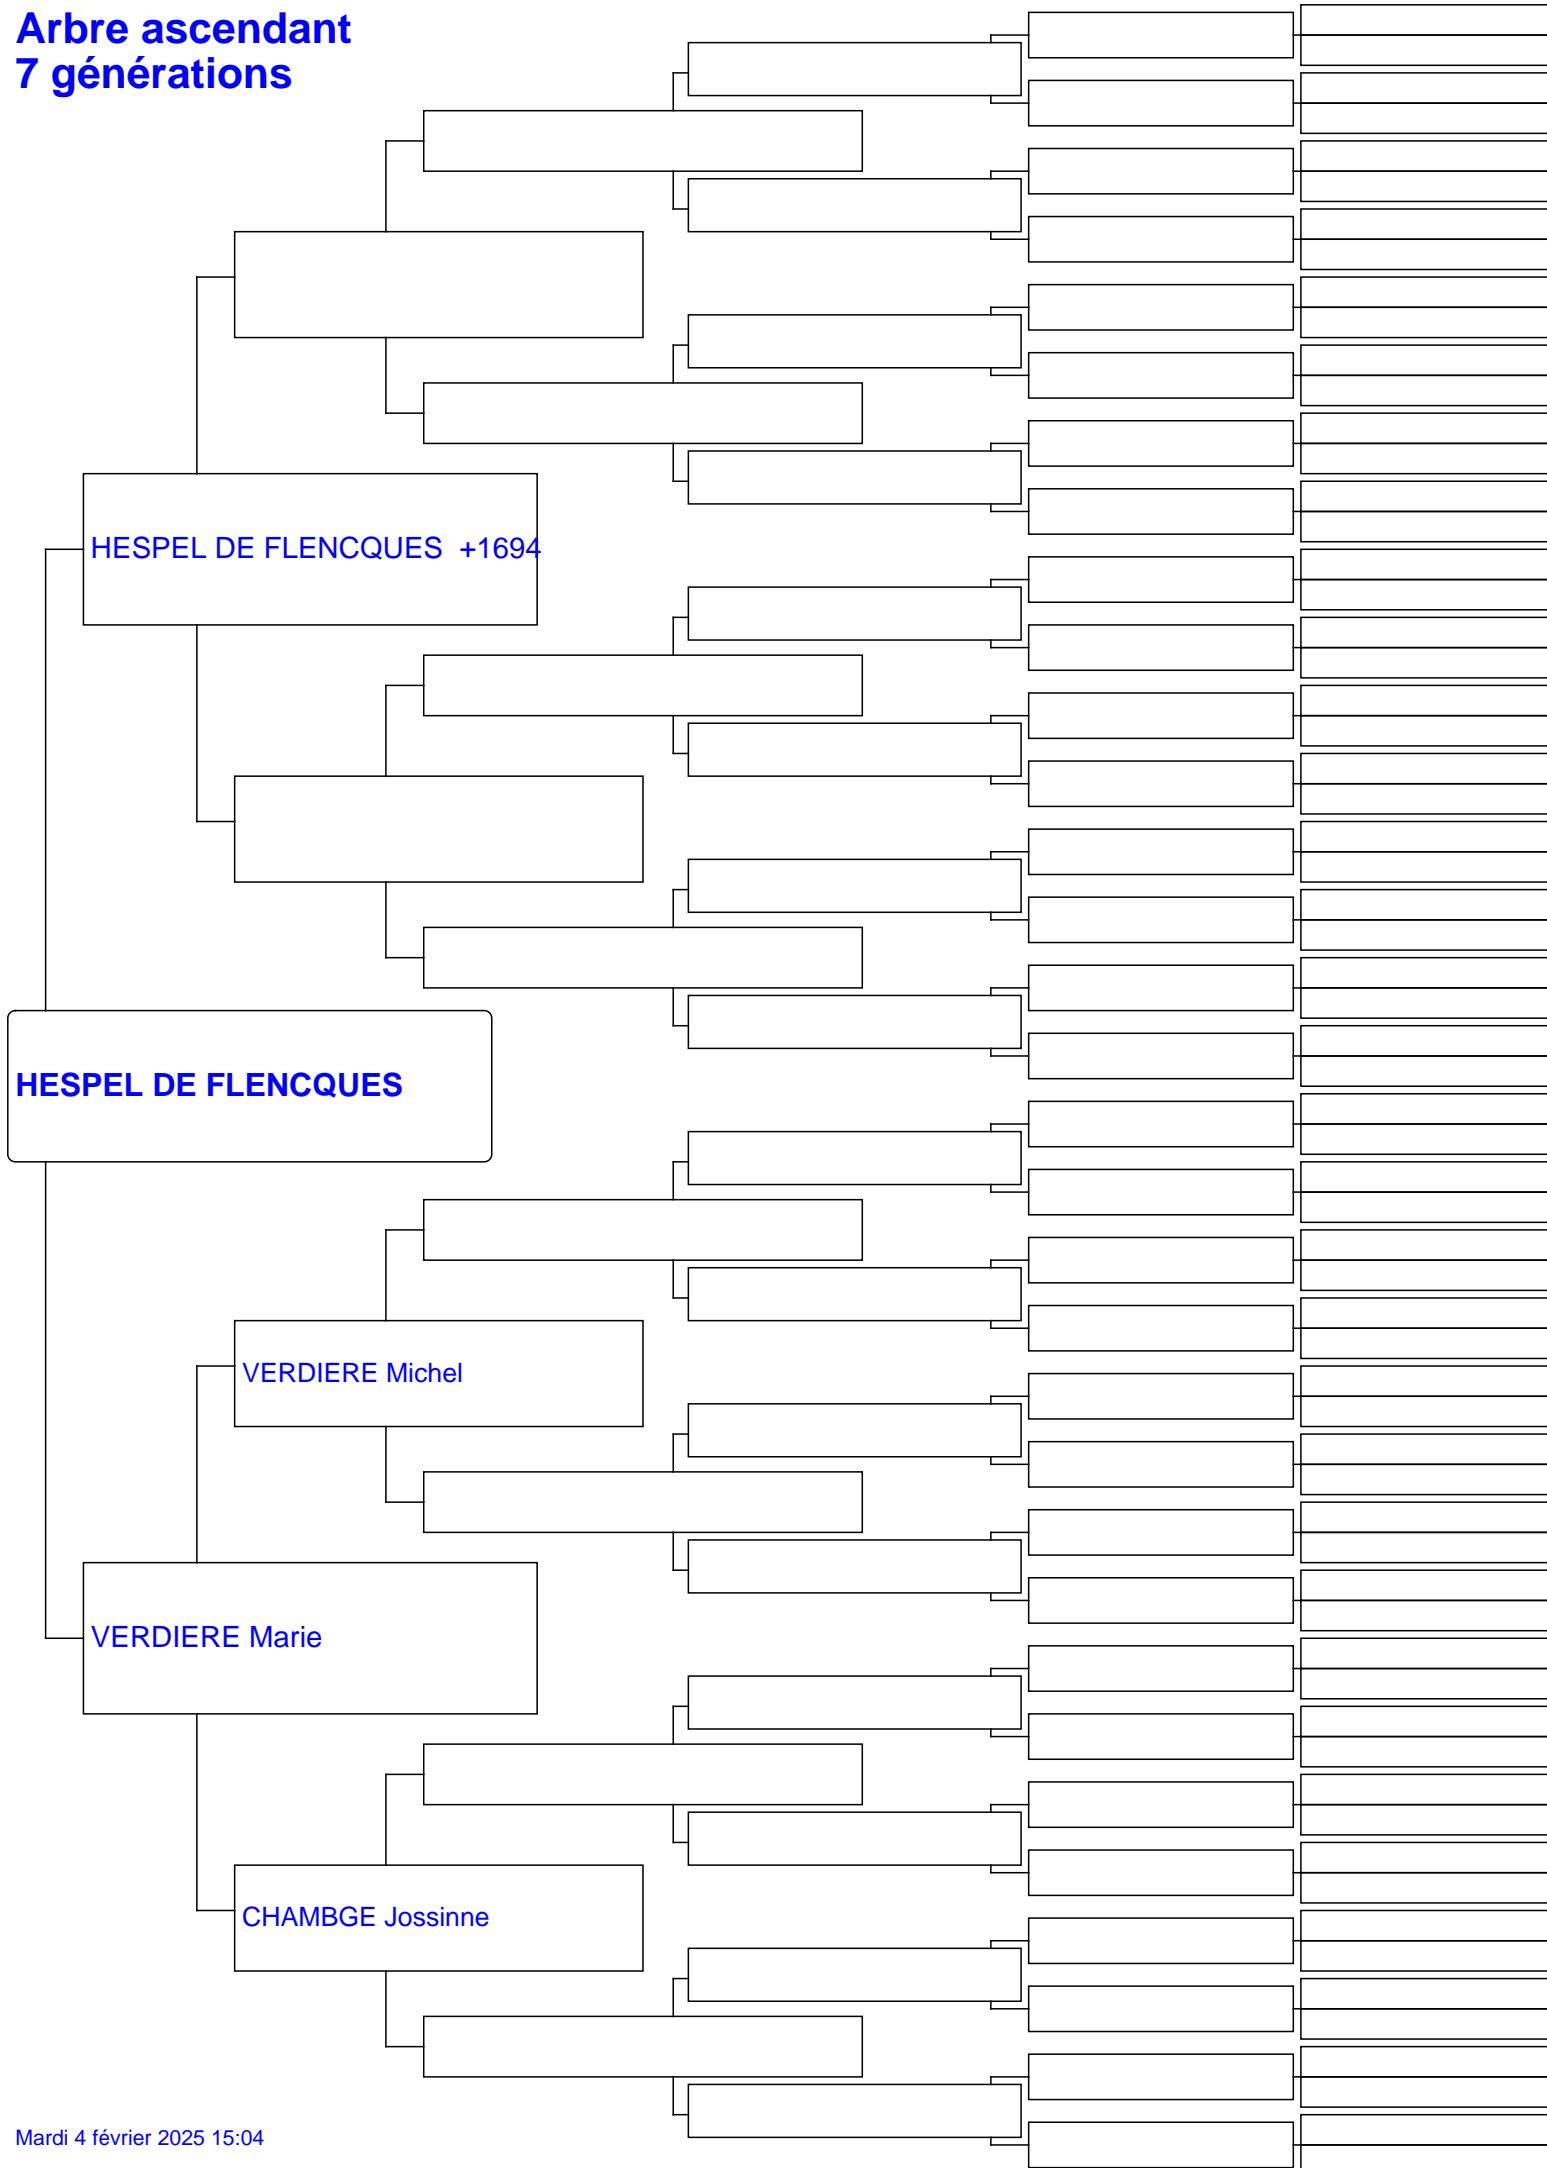 Arbre ascendant
7 générations
HESPEL DE FLENCQUES  +1694
HESPEL DE FLENCQUES
VERDIERE Michel
VERDIERE Marie
CHAMBGE Jossinne
Mardi 4 février 2025 15:04